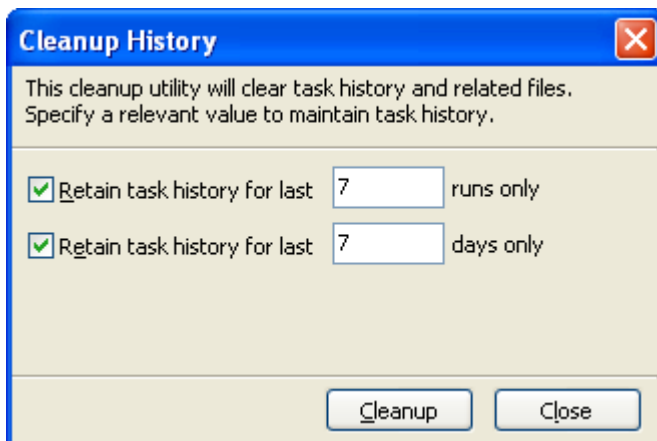 Cleanup History
This cleanup utility will clear task history and related files.
Specify a relevant value to maintain task history.
Retain task history for last 7 runs only
Retain task history for last 7 days only
Cleanup Close